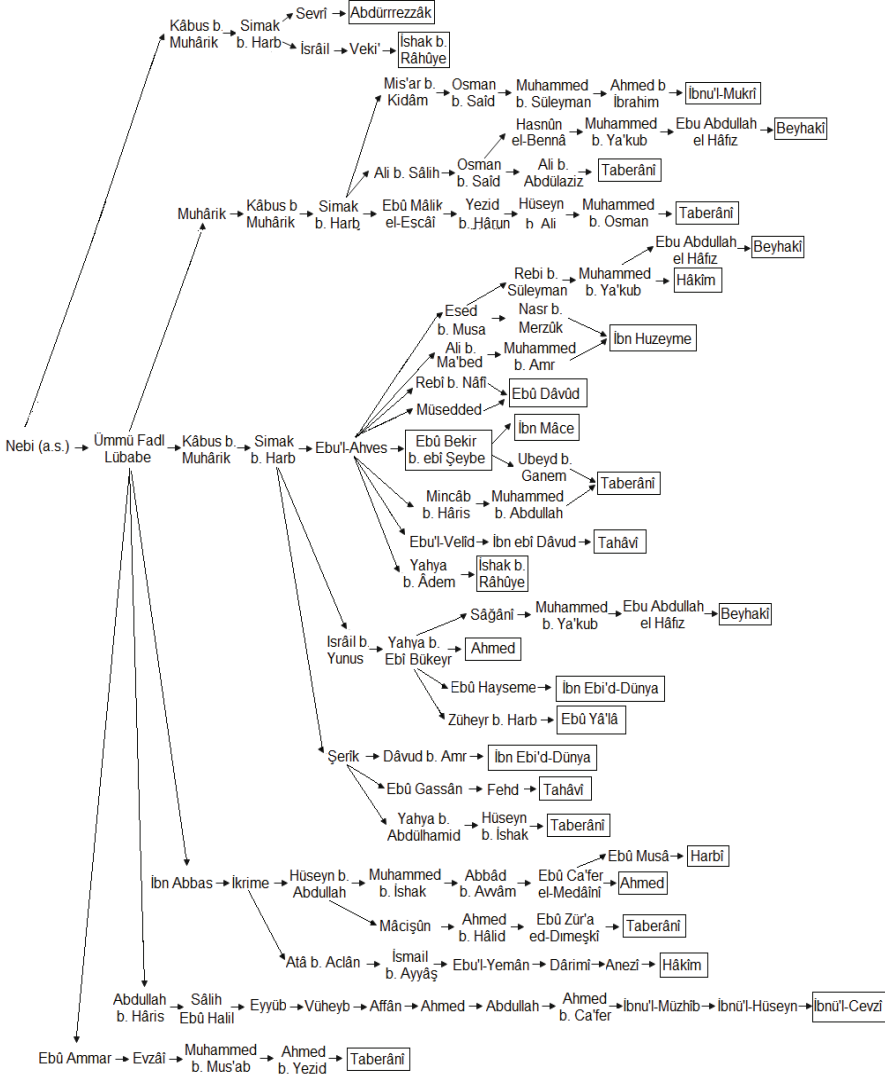 Kâbus b.
Muhârik
Simak
b. Harb
Sevrî
Abdürrrezzâk
İsrâil
Veki'
İshak b.
Râhûye
Mis'ar b.
Kidâm
Osman
b. Saîd
Muhammed
b. Süleyman
Ahmed b
İbrahim
İbnu'l-Mukrî
Ali b. Sâlih
Osman
b. Saîd
Hasnûn
el-Bennâ
Muhammed
b. Ya'kub
Ebu Abdullah
el Hâfız
Beyhakî
Ali b.
Abdülaziz
Taberânî
Muhârik
Kâbus b
Muhârik
Simak
b. Harb
Ebû Mâlik
el-Escâî
Yezid
b. Hârun
Hüseyn
b Ali
Muhammed
b. Osman
Taberânî
Nebi (a.s.)
Ümmü Fadl
Lübabe
Kâbus b.
Muhârik
Simak
b. Harb
Ebu'l-Ahves
Esed
b. Musa
Rebi b.
Süleyman
Muhammed
b. Ya'kub
Ebu Abdullah
el Hâfız
Beyhakî
Hâkîm
Nasr b.
Merzûk
Ali b.
Ma'bed
Muhammed
b. Amr
İbn Huzeyme
Rebî b. Nâfî
Müsedded
Ebû Dâvûd
Ebû Bekir
b. ebî Şeybe
İbn Mâce
Ubeyd b.
Ganem
Mincâb
b. Hâris
Muhammed
b. Abdullah
Taberânî
Ebu'l-Velîd
İbn ebî Dâvud
Tahâvî
Yahya
b. Âdem
İshak b.
Râhûye
İsrâil b.
Yunus
Yahya b.
Ebî Bükeyr
Sâğânî
Muhammed
b. Ya'kub
Ebu Abdullah
el Hâfız
Beyhakî
Ahmed
Ebû Hayseme
İbn Ebi'd-Dünya
Züheyr b. Harb
Ebû Yâ'lâ
Şerîk
Dâvud b. Amr
İbn Ebi'd-Dünya
Ebû Gassân
Fehd
Tahâvî
Yahya b.
Abdülhamid
Hüseyn
b. İshak
Taberânî
İbn Abbas
İkrime
Hüseyn b.
Abdullah
Muhammed
b. İshak
Abbâd
b. Avvâm
Ebû Ca'fer
el-Medâînî
Ebû Musâ
Harbî
Ahmed
Mâcişûn
Ahmed
b. Hâlid
Ebû Zür'a
ed-Dımeşkî
Taberânî
Atâ b. Aclân
İsmail
b. Ayyâş
Ebu'l-Yemân
Dârimî
Anezî
Hâkîm
Abdullah
b. Hâris
Sâlih
Ebû Halil
Eyyüb
Vüheyb
Affân
Ahmed
Abdullah
Ahmed
b. Ca'fer
İbnu'l-Müzhîb
İbnü'l-Hüseyn
İbnü'l-Cevzî
Ebû Ammar
Evzâî
Muhammed
b. Mus'ab
Ahmed
b. Yezid
Taberânî